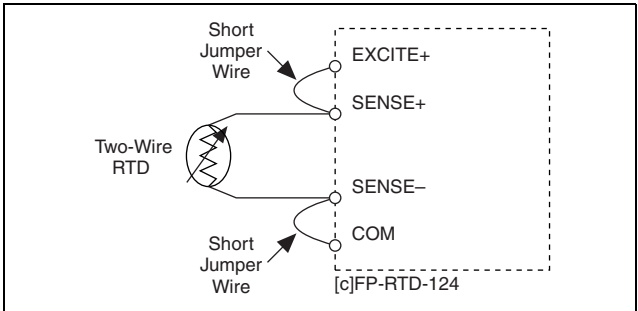 Short
Jumper
Wire
EXCITE+
SENSE+
Two-Wire
RTD
SENSE–
COM
Short
Jumper
Wire
[c]FP-RTD-124